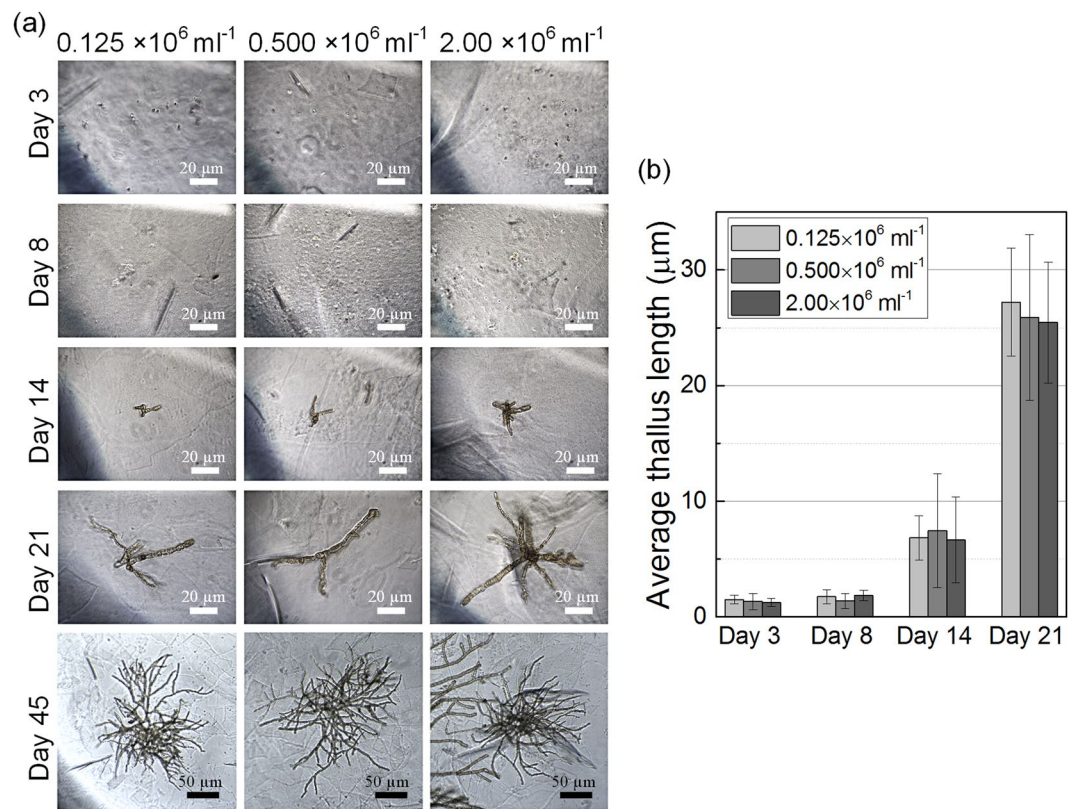 (a)
0.125 ×10⁶ ml⁻¹ 0.500 ×10⁶ ml⁻¹ 2.00 ×10⁶ ml⁻¹
Day 3
20 µm 20 µm 20 µm
Day 8
20 µm 20 µm 20 µm
Day 14
20 µm 20 µm 20 µm
Day 21
20 µm 20 µm 20 µm
Day 45
50 µm 50 µm 50 µm
(b)
Average thallus length (µm)
0.125×10⁶ ml⁻¹
0.500×10⁶ ml⁻¹
2.00×10⁶ ml⁻¹
30
20
10
0
Day 3 Day 8 Day 14 Day 21